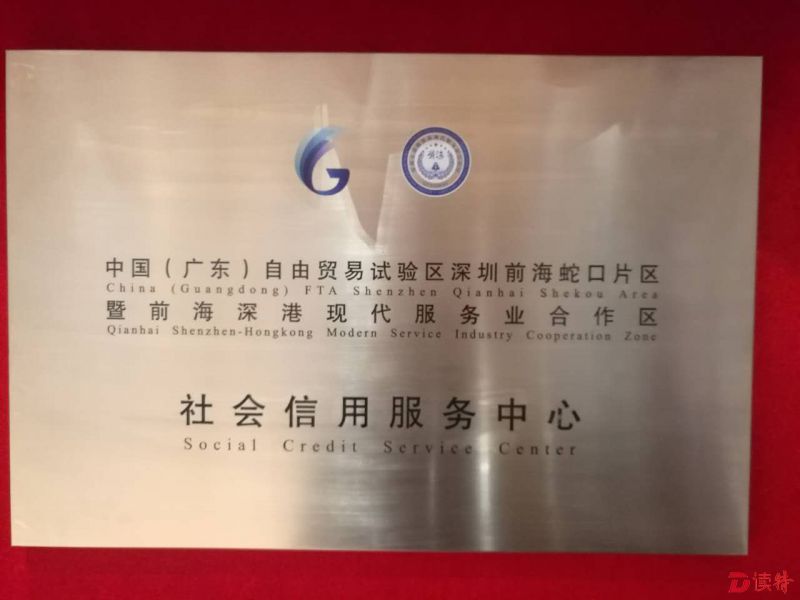 前海
中国（广东）自由贸易试验区深圳前海蛇口片区
China (Guangdong) FTA Shenzhen Qianhai Shekou Area
暨前海深港现代服务业合作区
Qianhai Shenzhen-Hongkong Modern Service Industry Cooperation Zone
社会信用服务中心
Social Credit Service Center
读特